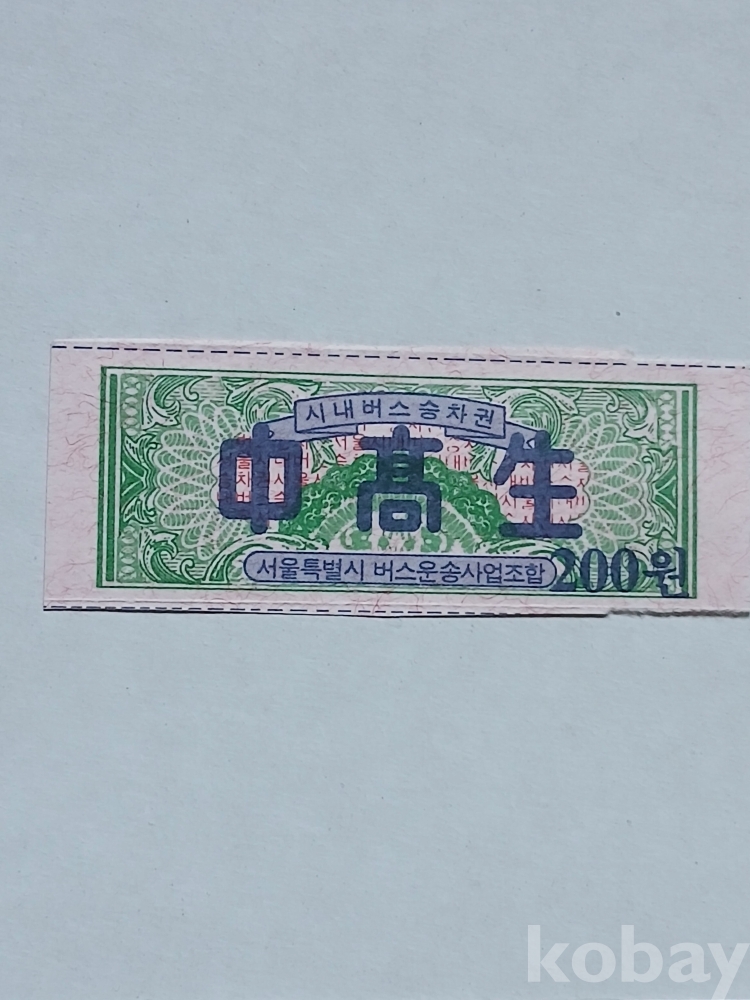 시내버스승차권
中高生
서울특별시 버스운송사업조합
200원
kobay